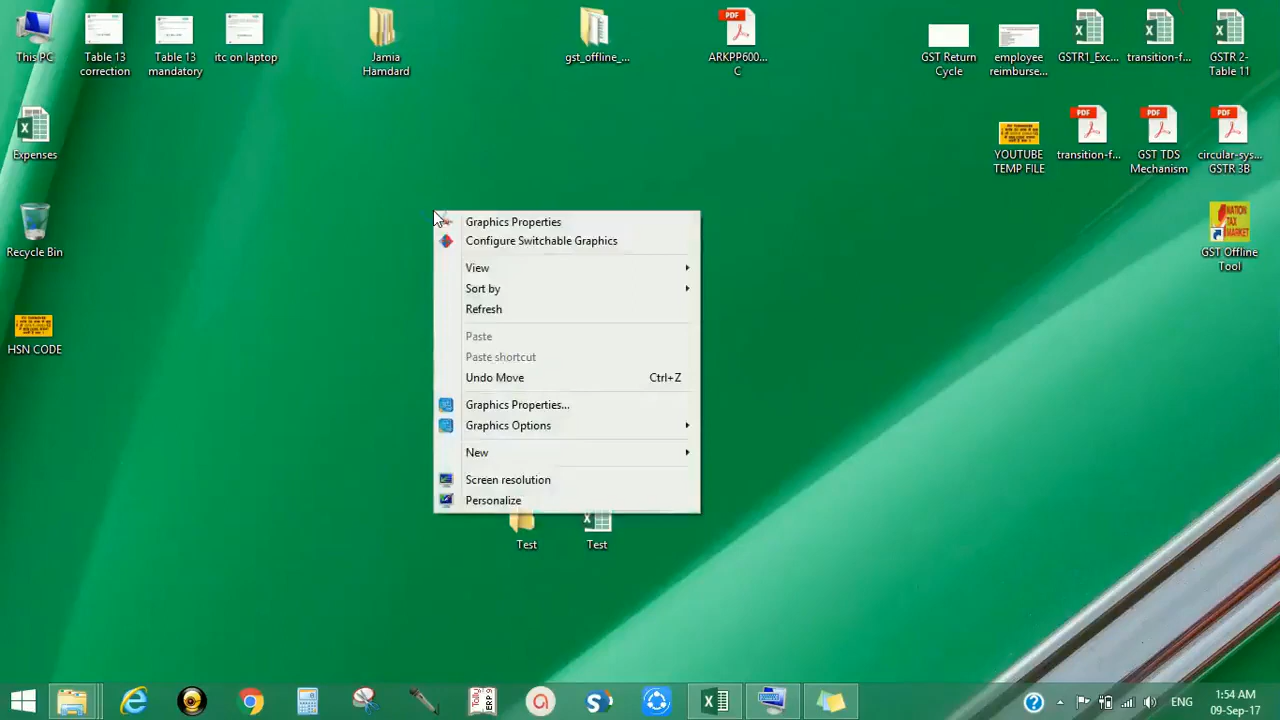 This PC
Table 13
correction
Table 13
mandatory
itc on laptop
Jamia
Hamdard
gst_offline_...
PDF
ARKPP600...
C
GST Return
Cycle
employee
reimburse...
GSTR1_Exc...
transition-f...
GSTR 2-
Table 11
Expenses
YOUTUBE
TEMP FILE
PDF
transition-f...
PDF
GST TDS
Mechanism
PDF
circular-sys...
GSTR 3B
Recycle Bin
NATION
TAX
MARKET
GST Offline
Tool
HSN CODE
Graphics Properties
Configure Switchable Graphics
View
Sort by
Refresh
Paste
Paste shortcut
Undo Move Ctrl+Z
Graphics Properties...
Graphics Options
New
Screen resolution
Personalize
Test
Test
ENG
1:54 AM
09-Sep-17